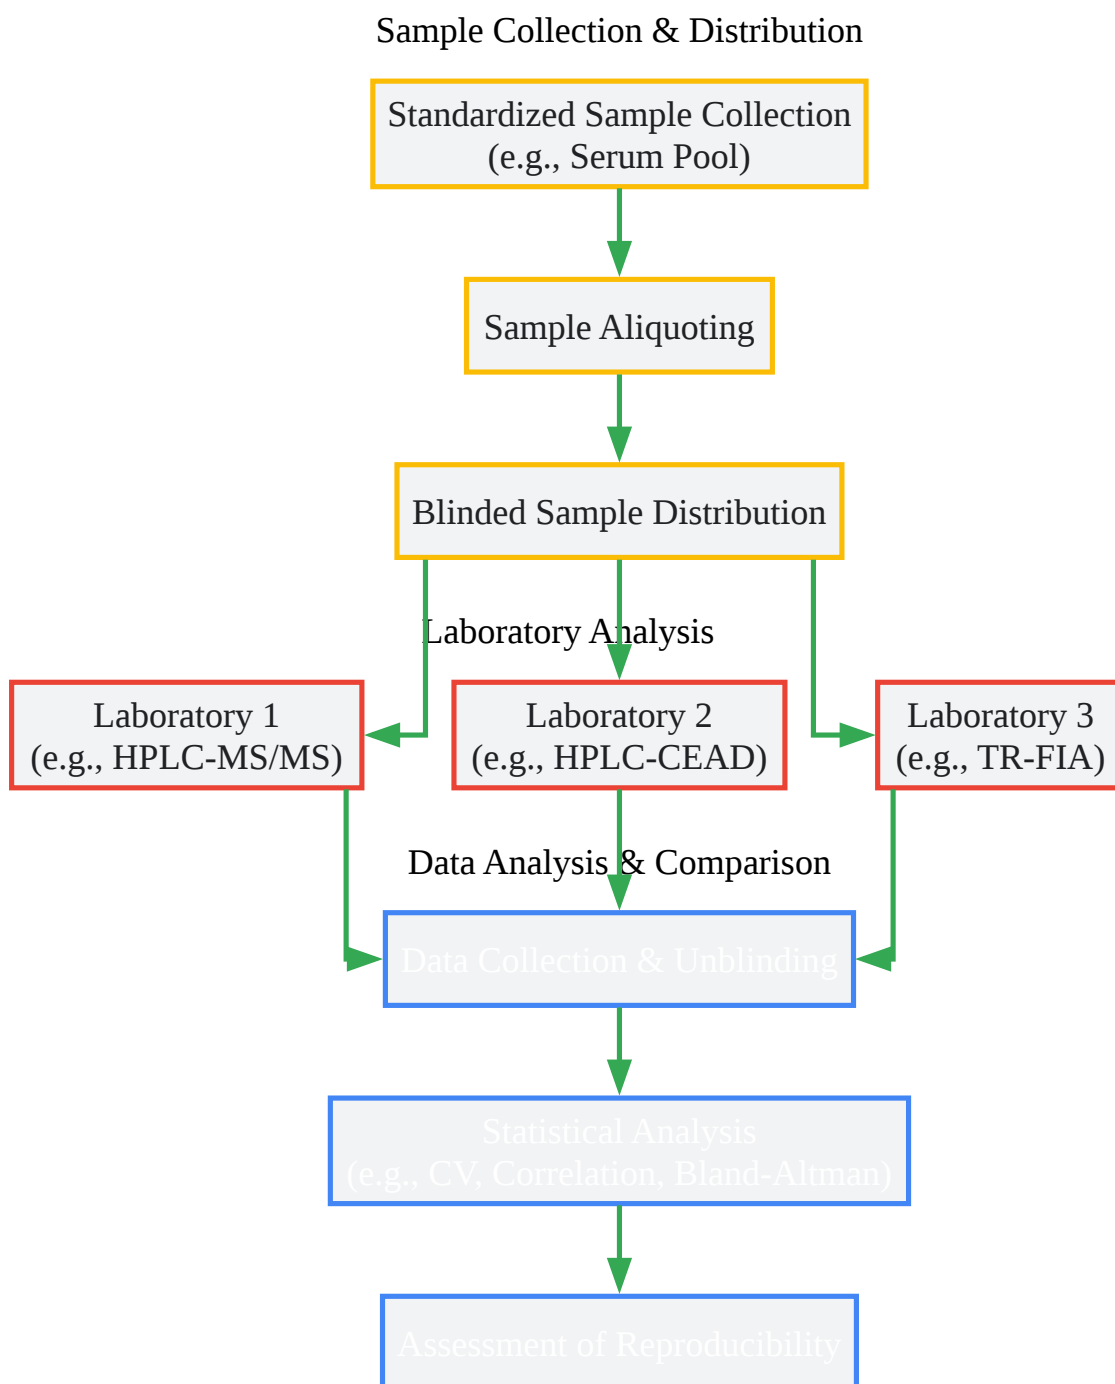 Sample Collection & Distribution
Standardized Sample Collection
(e.g., Serum Pool)
Sample Aliquoting
Blinded Sample Distribution
Laboratory Analysis
Laboratory 1
(e.g., HPLC-MS/MS)
Laboratory 2
(e.g., HPLC-CEAD)
Laboratory 3
(e.g., TR-FIA)
Data Analysis & Comparison
Data Collection & Unblinding
Statistical Analysis
(e.g., CV, Correlation, Bland-Altman)
Assessment of Reproducibility